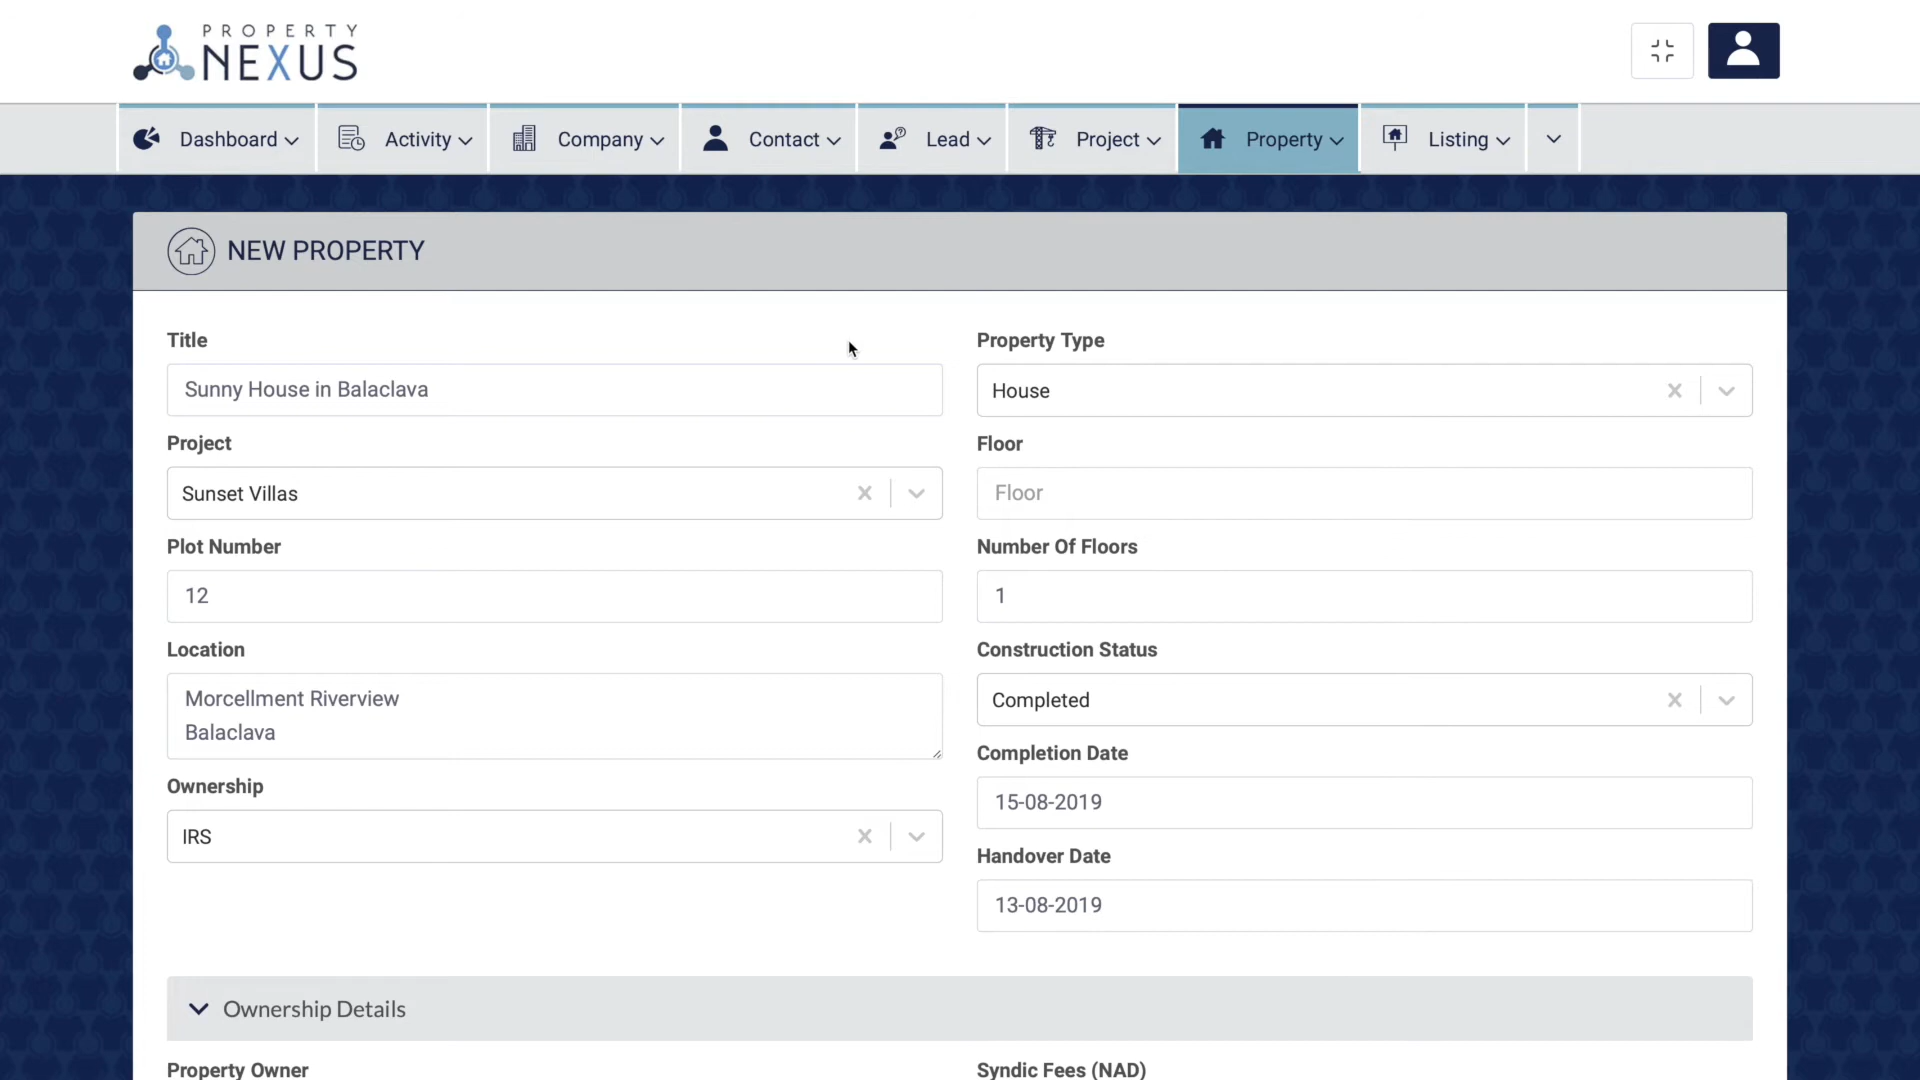 PROPERTY
NEXUS
Dashboard
Activity
Company
Contact
Lead
Project
Property
Listing
NEW PROPERTY
Title
Sunny House in Balaclava
Property Type
House
Project
Sunset Villas
Floor
Floor
Plot Number
12
Number Of Floors
1
Location
Morcellment Riverview
Balaclava
Construction Status
Completed
Completion Date
15-08-2019
Ownership
IRS
Handover Date
13-08-2019
Ownership Details
Property Owner
Syndic Fees (NAD)